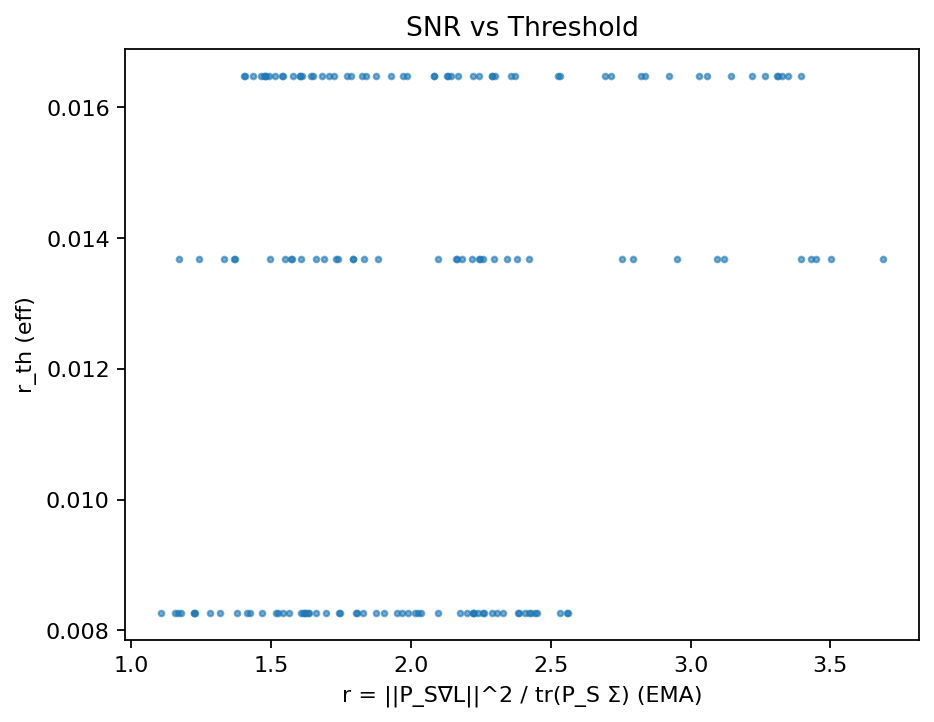 SNR vs Threshold
r_th (eff)
0.016
0.014
0.012
0.010
0.008
1.0 1.5 2.0 2.5 3.0 3.5
r = ||P_S∇L||^2 / tr(P_S Σ) (EMA)